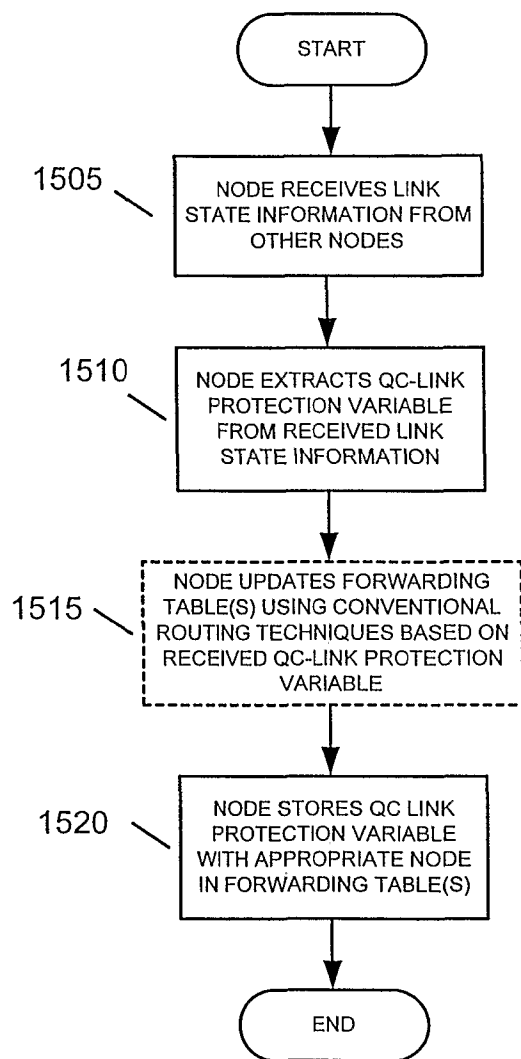 START
1505
NODE RECEIVES LINK
STATE INFORMATION FROM
OTHER NODES
1510
NODE EXTRACTS QC-LINK
PROTECTION VARIABLE
FROM RECEIVED LINK
STATE INFORMATION
1515
NODE UPDATES FORWARDING
TABLE(S) USING CONVENTIONAL
ROUTING TECHNIQUES BASED ON
RECEIVED QC-LINK PROTECTION
VARIABLE
1520
NODE STORES QC LINK
PROTECTION VARIABLE
WITH APPROPRIATE NODE
IN FORWARDING TABLE(S)
END